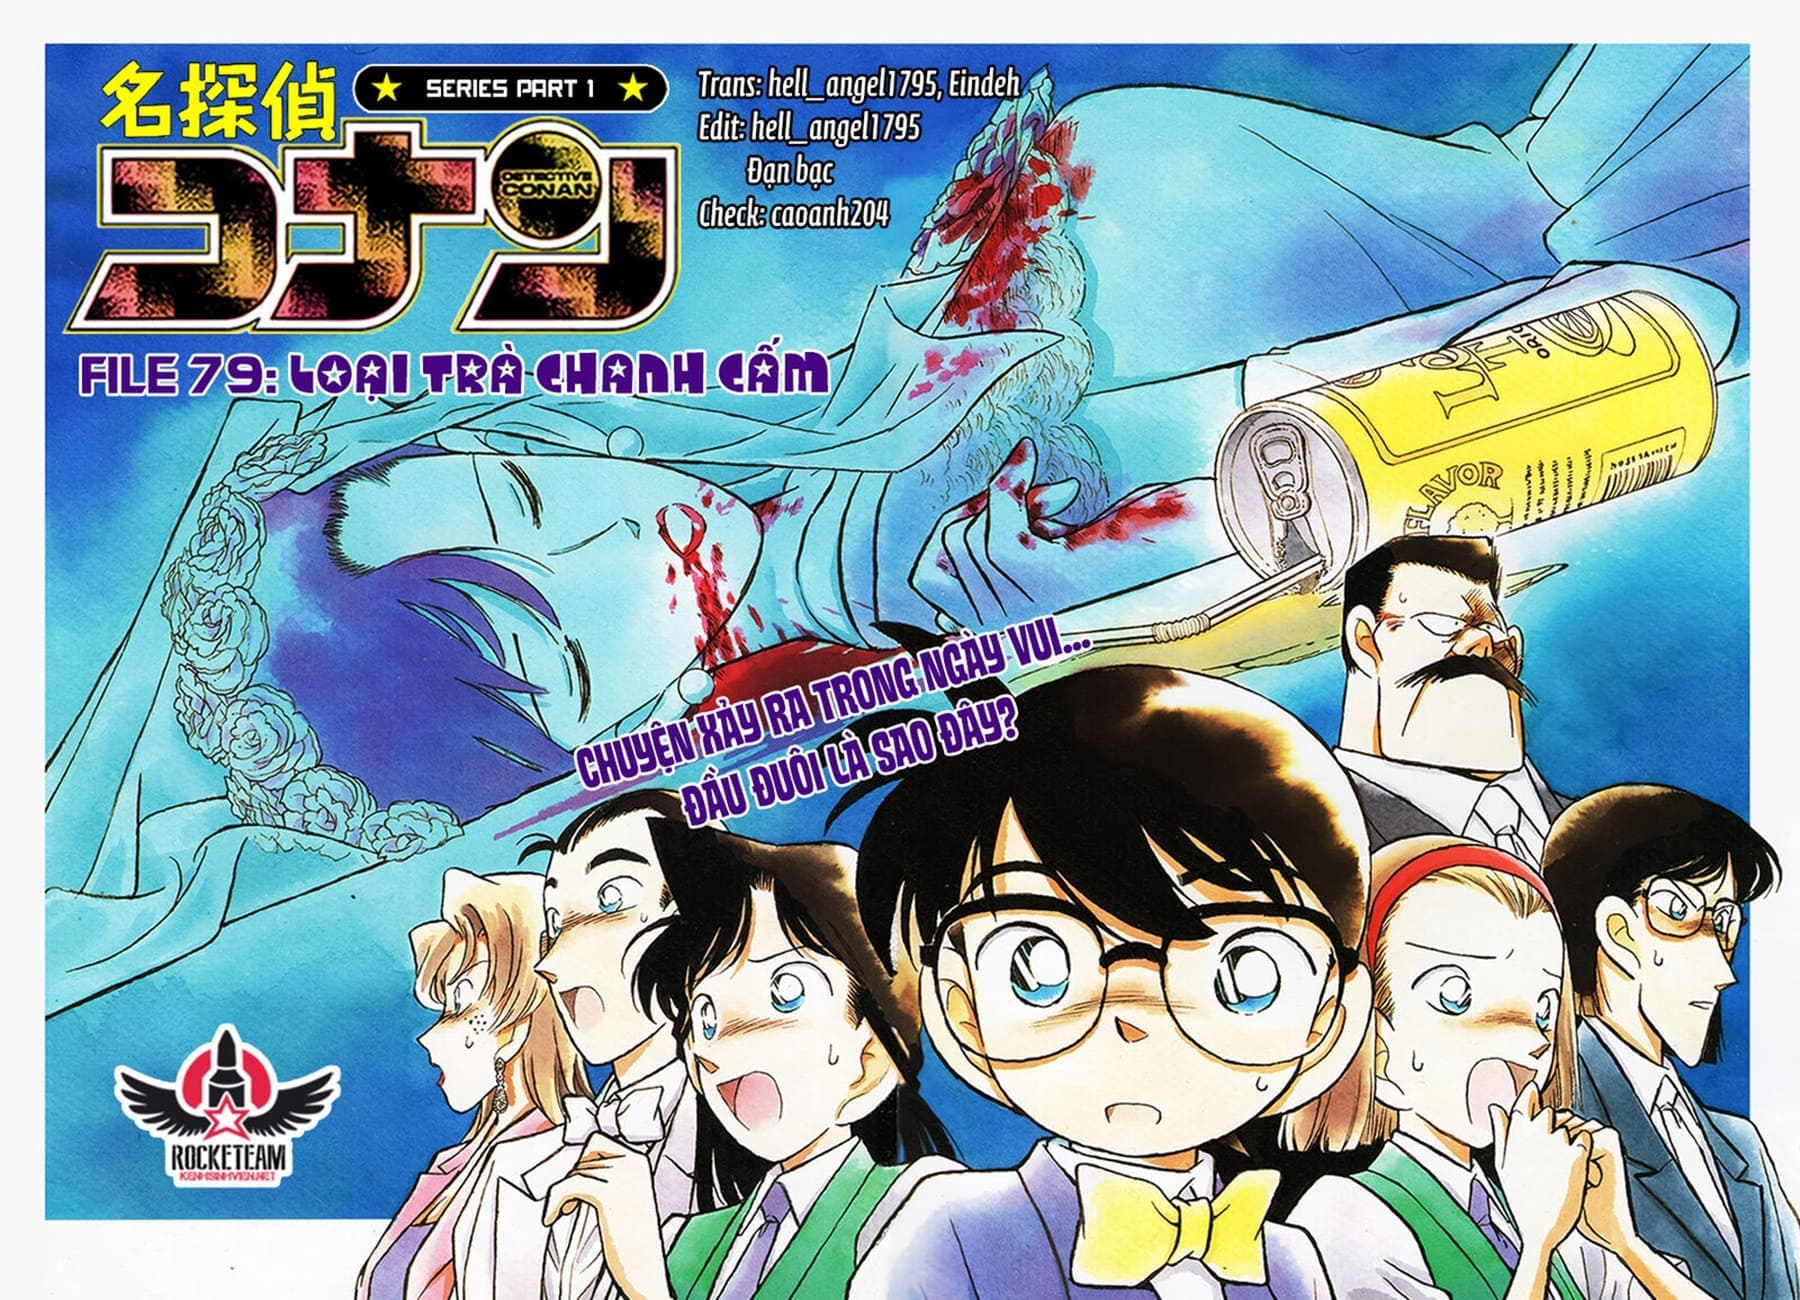 名探偵
★ SERIES PART 1 ★
コナン
DETECTIVE
CONAN
FILE 79: LOẠI TRÀ CHANH CẤM
Trans: hell_angel1795, Eindeh
Edit: hell_angel1795
Đạn bạc
Check: caoanh204
FLAVOR
CHUYỆN XẢY RA TRONG NGÀY VUI...
ĐẦU ĐUÔI LÀ SAO ĐÂY?
ROCKETEAM
KENHSINHVIEN.NET